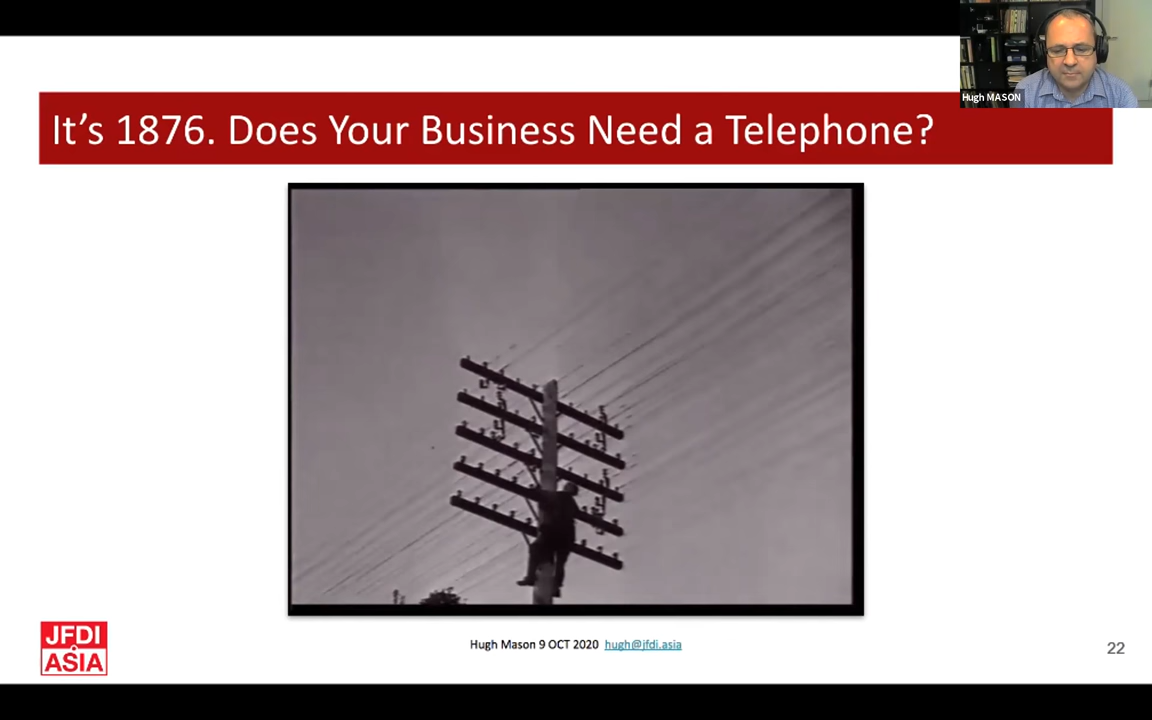 Hugh MASON
It's 1876. Does Your Business Need a Telephone?
JFDI
ASIA
Hugh Mason 9 OCT 2020 hugh@jfdi.asia
22